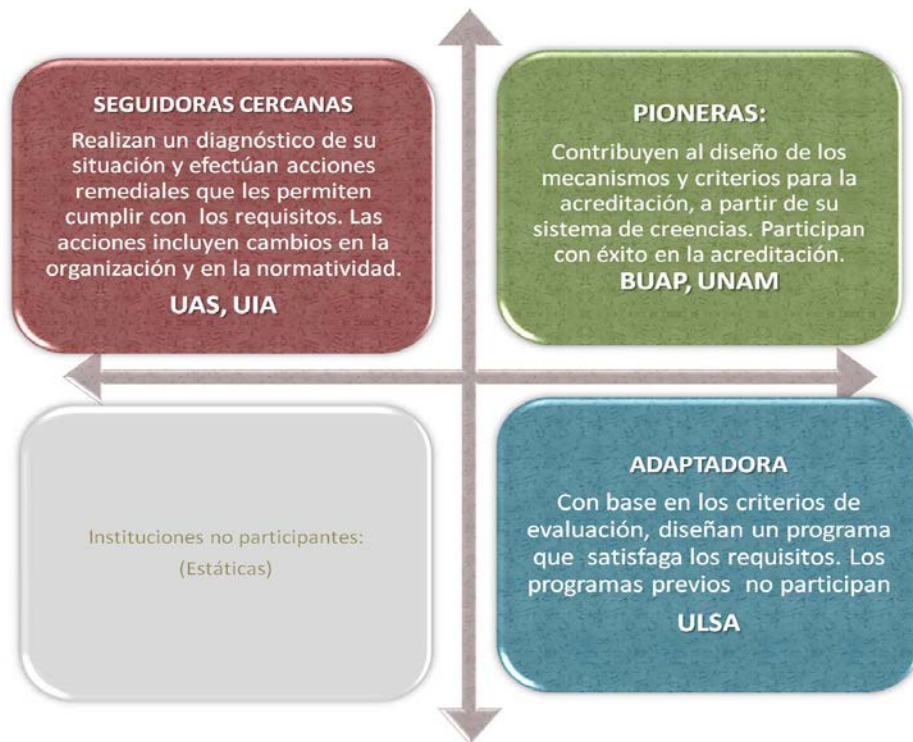 SEGUIDORAS CERCANAS
Realizan un diagnóstico de su
situación y efectúan acciones
remediales que les permiten
cumplir con los requisitos. Las
acciones incluyen cambios en la
organización y en la normatividad.
UAS, UIA
PIONERAS:
Contribuyen al diseño de los
mecanismos y criterios para la
acreditación, a partir de su
sistema de creencias. Participan
con éxito en la acreditación.
BUAP, UNAM
Instituciones no participantes:
(Estáticas)
ADAPTADORA
Con base en los criterios de
evaluación, diseñan un programa
que satisfaga los requisitos. Los
programas previos no participan
ULSA